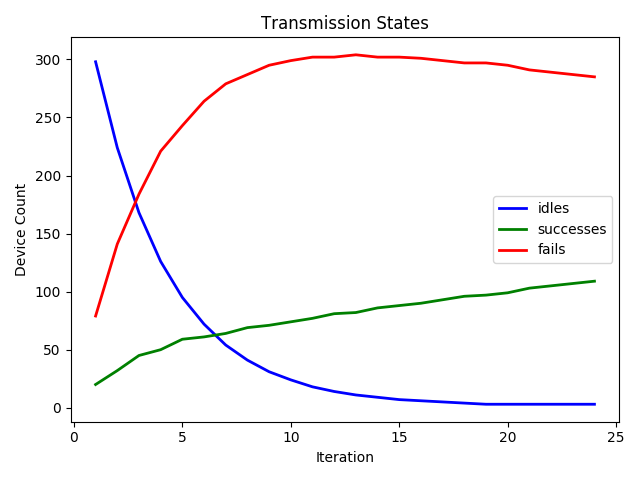 Transmission States
Device Count
300
250
200
150
100
50
0
idles
successes
fails
0 5 10 15 20 25
Iteration